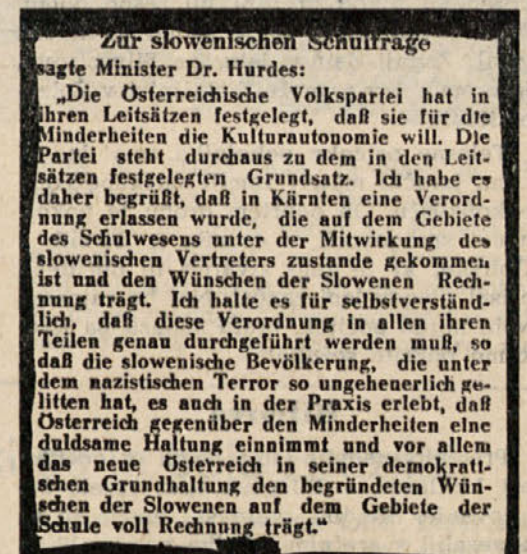 Zur slowenischen Schulfrage
sagte Minister Dr. Hurdes:
„Die Österreichische Volkspartei hat in
ihren Leitsätzen festgelegt, daß sie für die
Minderheiten die Kulturautonomie will. Die
Partei steht durchaus zu dem in den Leit-
sätzen festgelegten Grundsatz. Ich habe es
daher begrüßt, daß in Kärnten eine Verord-
nung erlassen wurde, die auf dem Gebiete
des Schulwesens unter der Mitwirkung des
slowenischen Vertreters zustande gekommen
ist und den Wünschen der Slowenen Rech-
nung trägt. Ich halte es für selbstverständ-
lich, daß diese Verordnung in allen ihren
Teilen genau durchgeführt werden muß, so
daß die slowenische Bevölkerung, die unter
dem nazistischen Terror so ungeheuerlich ge-
litten hat, es auch in der Praxis erlebt, daß
Österreich gegenüber den Minderheiten eine
duldsame Haltung einnimmt und vor allem
das neue Österreich in seiner demokrati-
schen Grundhaltung den begründeten Wün-
schen der Slowenen auf dem Gebiete der
Schule voll Rechnung trägt.“